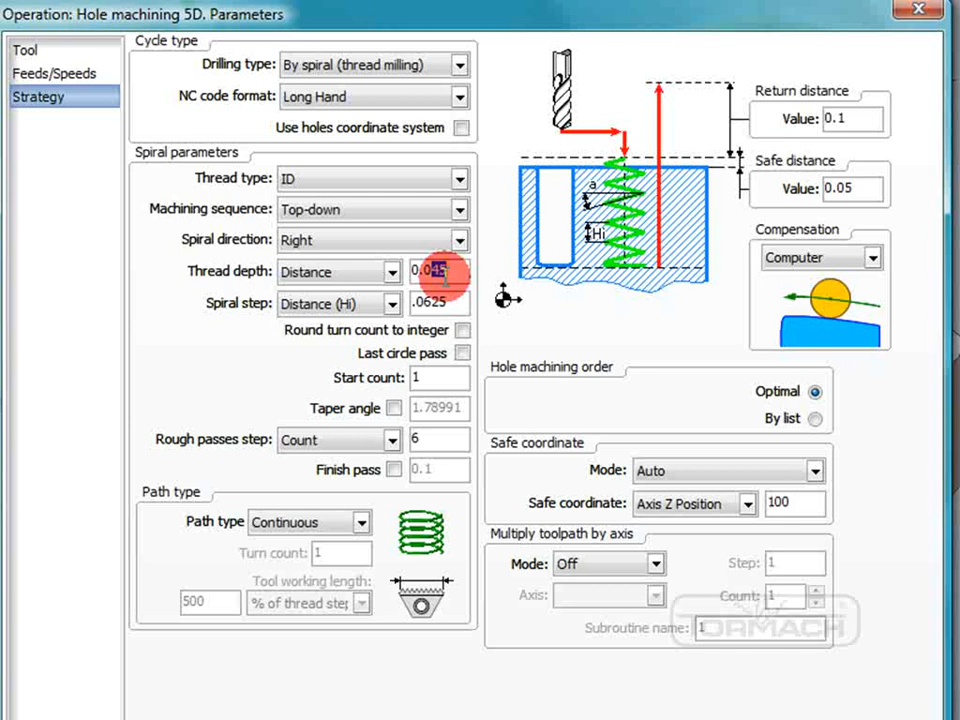 Operation: Hole machining 5D. Parameters
Tool
Feeds/Speeds
Strategy
Cycle type
Drilling type: By spiral (thread milling)
NC code format: Long Hand
Use holes coordinate system
Spiral parameters
Thread type: ID
Machining sequence: Top-down
Spiral direction: Right
Thread depth: Distance 0.045
Spiral step: Distance (Hi) .0625
Round turn count to integer
Last circle pass
Start count: 1
Taper angle 1.78991
Rough passes step: Count 6
Finish pass 0.1
Path type
Path type Continuous
Turn count: 1
Tool working length:
500 % of thread step
a
Hi
Return distance
Value: 0.1
Safe distance
Value: 0.05
Compensation
Computer
Hole machining order
Optimal
By list
Safe coordinate
Mode: Auto
Safe coordinate: Axis Z Position 100
Multiply toolpath by axis
Mode: Off Step: 1
Axis: Count: 1
Subroutine name: 1
TORMACH